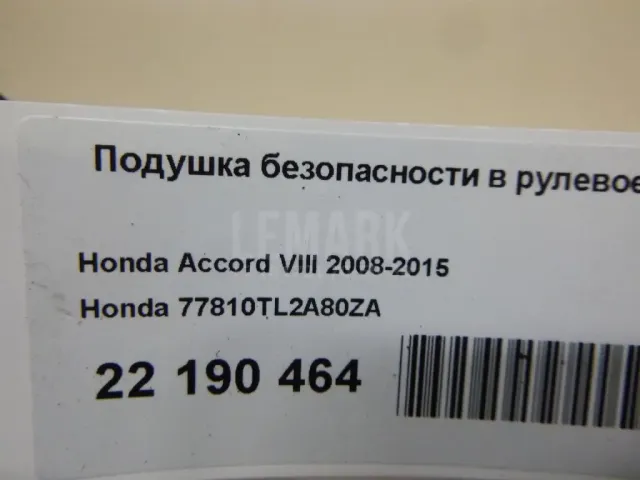 Подушка безопасности в рулевое
LEMARK
Honda Accord VIII 2008-2015
Honda 77810TL2A80ZA
22 190 464